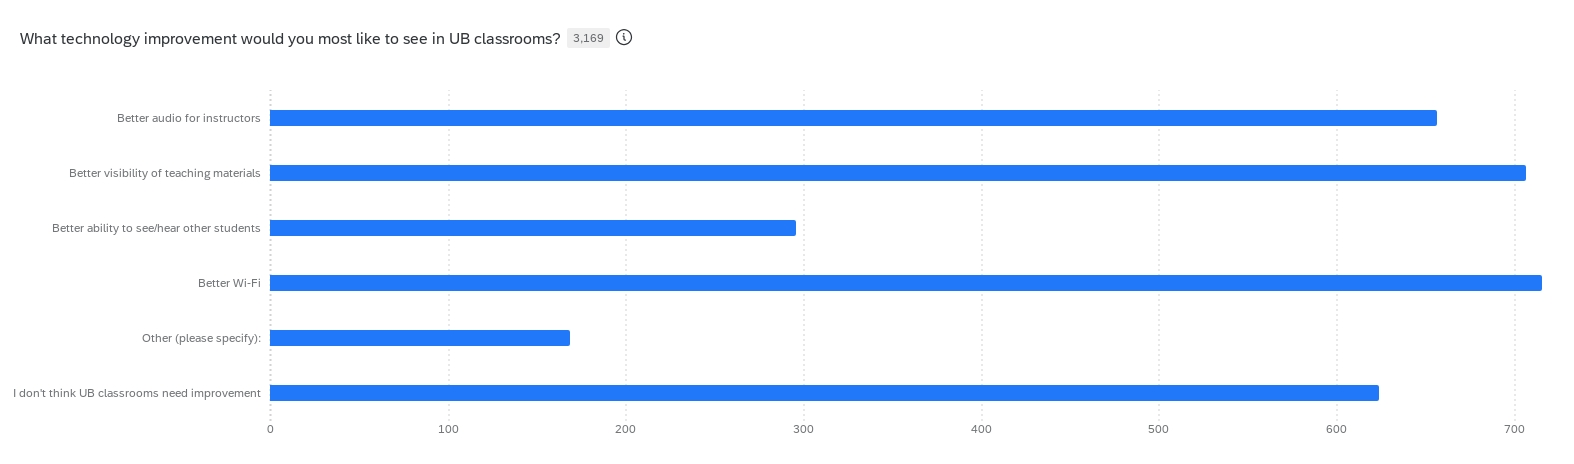 What technology improvement would you most like to see in UB classrooms? 3,169
Better audio for instructors
Better visibility of teaching materials
Better ability to see/hear other students
Better Wi-Fi
Other (please specify):
I don't think UB classrooms need improvement
0 100 200 300 400 500 600 700